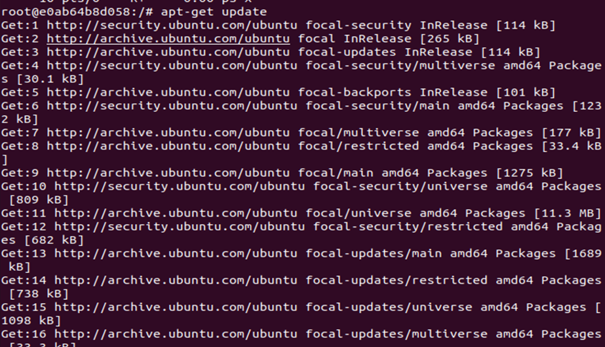 root@e0ab64b8d058:/# apt-get update
Get:1 http://security.ubuntu.com/ubuntu focal-security InRelease [114 kB]
Get:2 http://archive.ubuntu.com/ubuntu focal InRelease [265 kB]
Get:3 http://archive.ubuntu.com/ubuntu focal-updates InRelease [114 kB]
Get:4 http://security.ubuntu.com/ubuntu focal-security/multiverse amd64 Package
s [30.1 kB]
Get:5 http://archive.ubuntu.com/ubuntu focal-backports InRelease [101 kB]
Get:6 http://security.ubuntu.com/ubuntu focal-security/main amd64 Packages [123
2 kB]
Get:7 http://archive.ubuntu.com/ubuntu focal/multiverse amd64 Packages [177 kB]
Get:8 http://archive.ubuntu.com/ubuntu focal/restricted amd64 Packages [33.4 kB
]
Get:9 http://archive.ubuntu.com/ubuntu focal/main amd64 Packages [1275 kB]
Get:10 http://security.ubuntu.com/ubuntu focal-security/universe amd64 Packages
 [809 kB]
Get:11 http://archive.ubuntu.com/ubuntu focal/universe amd64 Packages [11.3 MB]
Get:12 http://security.ubuntu.com/ubuntu focal-security/restricted amd64 Packag
es [682 kB]
Get:13 http://archive.ubuntu.com/ubuntu focal-updates/main amd64 Packages [1689
 kB]
Get:14 http://archive.ubuntu.com/ubuntu focal-updates/restricted amd64 Packages
 [738 kB]
Get:15 http://archive.ubuntu.com/ubuntu focal-updates/universe amd64 Packages [
1098 kB]
Get:16 http://archive.ubuntu.com/ubuntu focal-updates/multiverse amd64 Packages